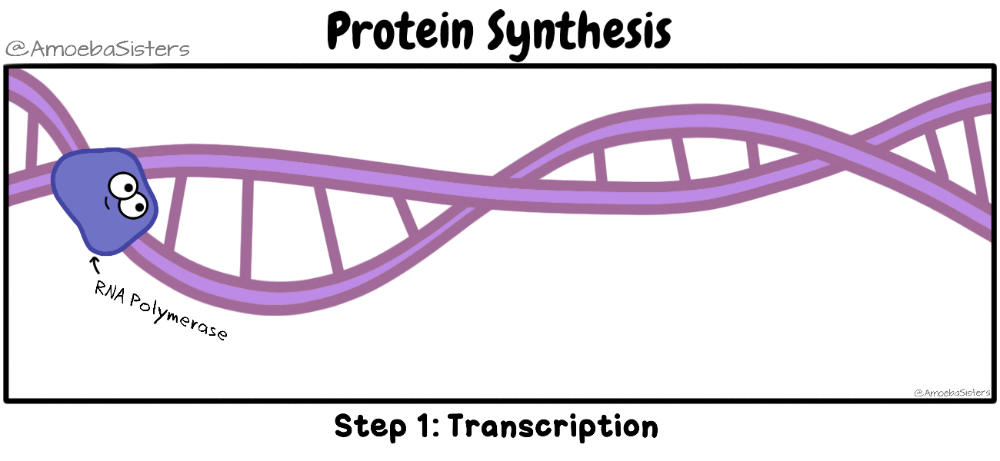 Protein Synthesis
@AmoebaSisters
RNA Polymerase
@AmoebaSisters
Step 1: Transcription